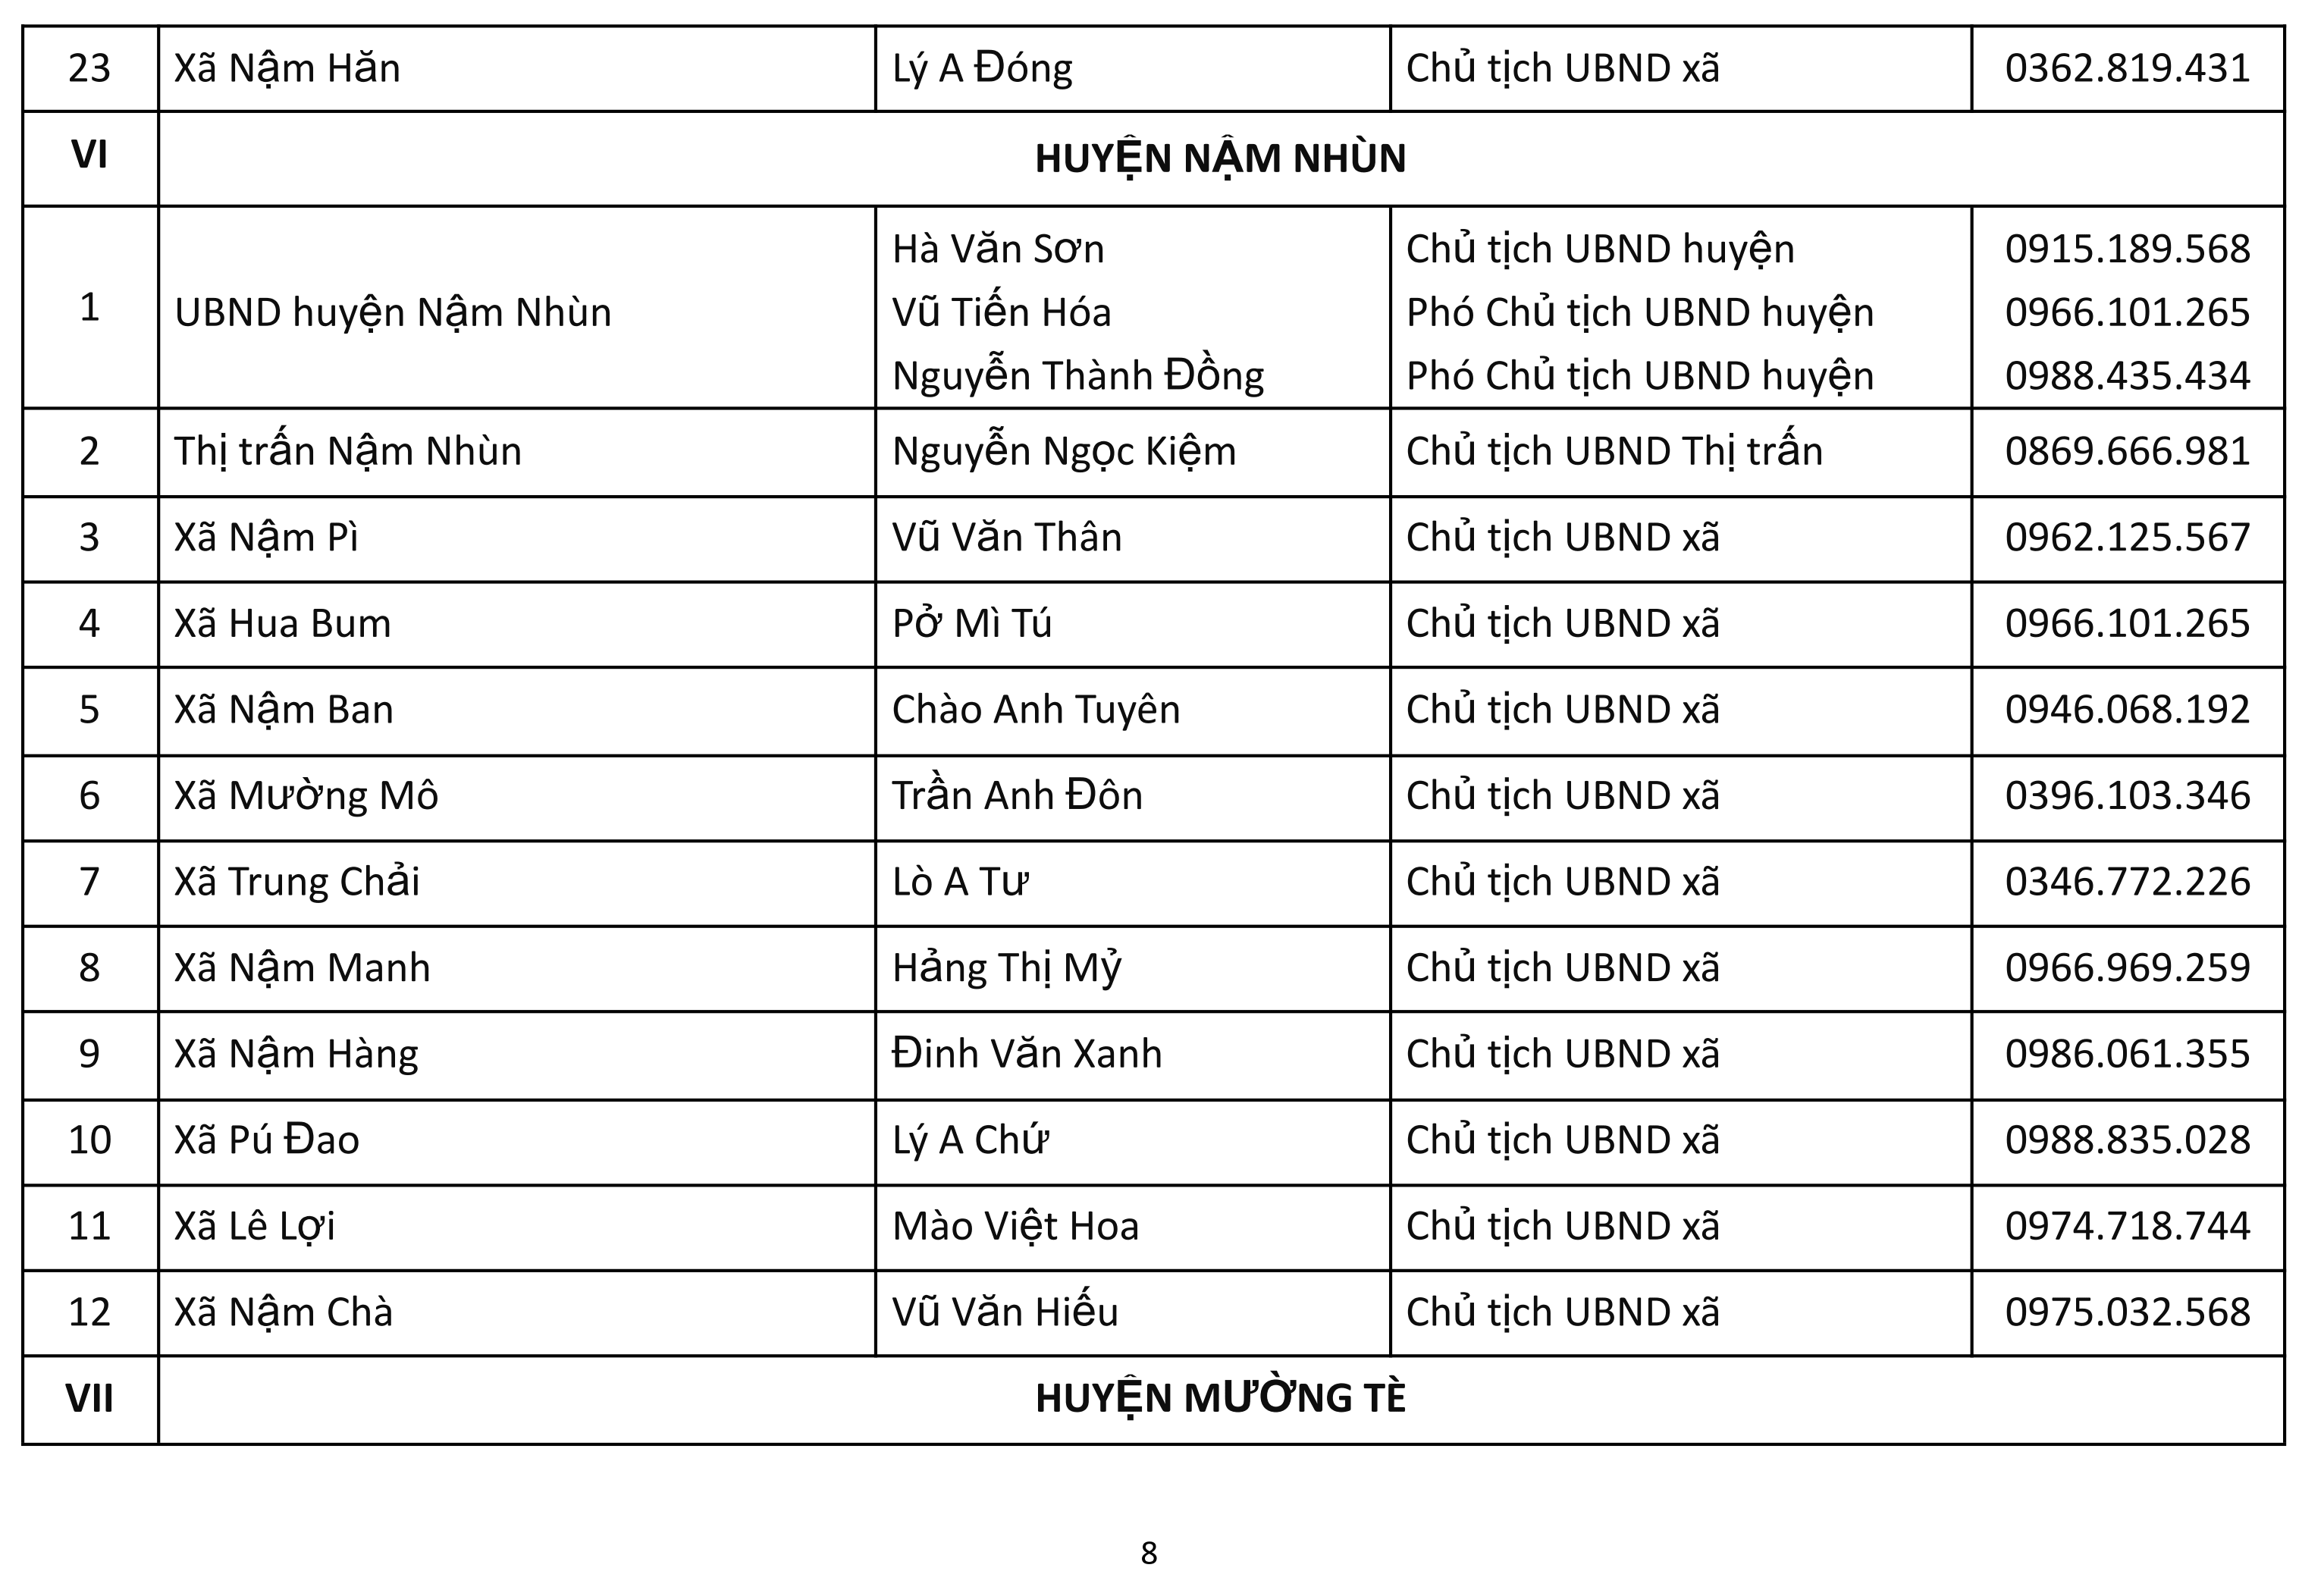 23 Xã Nậm Hăn Lý A Đóng Chủ tịch UBND xã 0362.819.431
VI HUYỆN NẬM NHÙN
Hà Văn Sơn Chủ tịch UBND huyện 0915.189.568
1 UBND huyện Nậm Nhùn Vũ Tiến Hóa Phó Chủ tịch UBND huyện 0966.101.265
Nguyễn Thành Đồng Phó Chủ tịch UBND huyện 0988.435.434
2 Thị trấn Nậm Nhùn Nguyễn Ngọc Kiệm Chủ tịch UBND Thị trấn 0869.666.981
3 Xã Nậm Pì Vũ Văn Thân Chủ tịch UBND xã 0962.125.567
4 Xã Hua Bum Pở Mì Tú Chủ tịch UBND xã 0966.101.265
5 Xã Nậm Ban Chào Anh Tuyên Chủ tịch UBND xã 0946.068.192
6 Xã Mường Mô Trần Anh Đôn Chủ tịch UBND xã 0396.103.346
7 Xã Trung Chải Lò A Tư Chủ tịch UBND xã 0346.772.226
8 Xã Nậm Manh Hảng Thị Mỷ Chủ tịch UBND xã 0966.969.259
9 Xã Nậm Hàng Đinh Văn Xanh Chủ tịch UBND xã 0986.061.355
10 Xã Pú Đao Lý A Chứ Chủ tịch UBND xã 0988.835.028
11 Xã Lê Lợi Mào Việt Hoa Chủ tịch UBND xã 0974.718.744
12 Xã Nậm Chà Vũ Văn Hiếu Chủ tịch UBND xã 0975.032.568
VII HUYỆN MƯỜNG TÈ
8